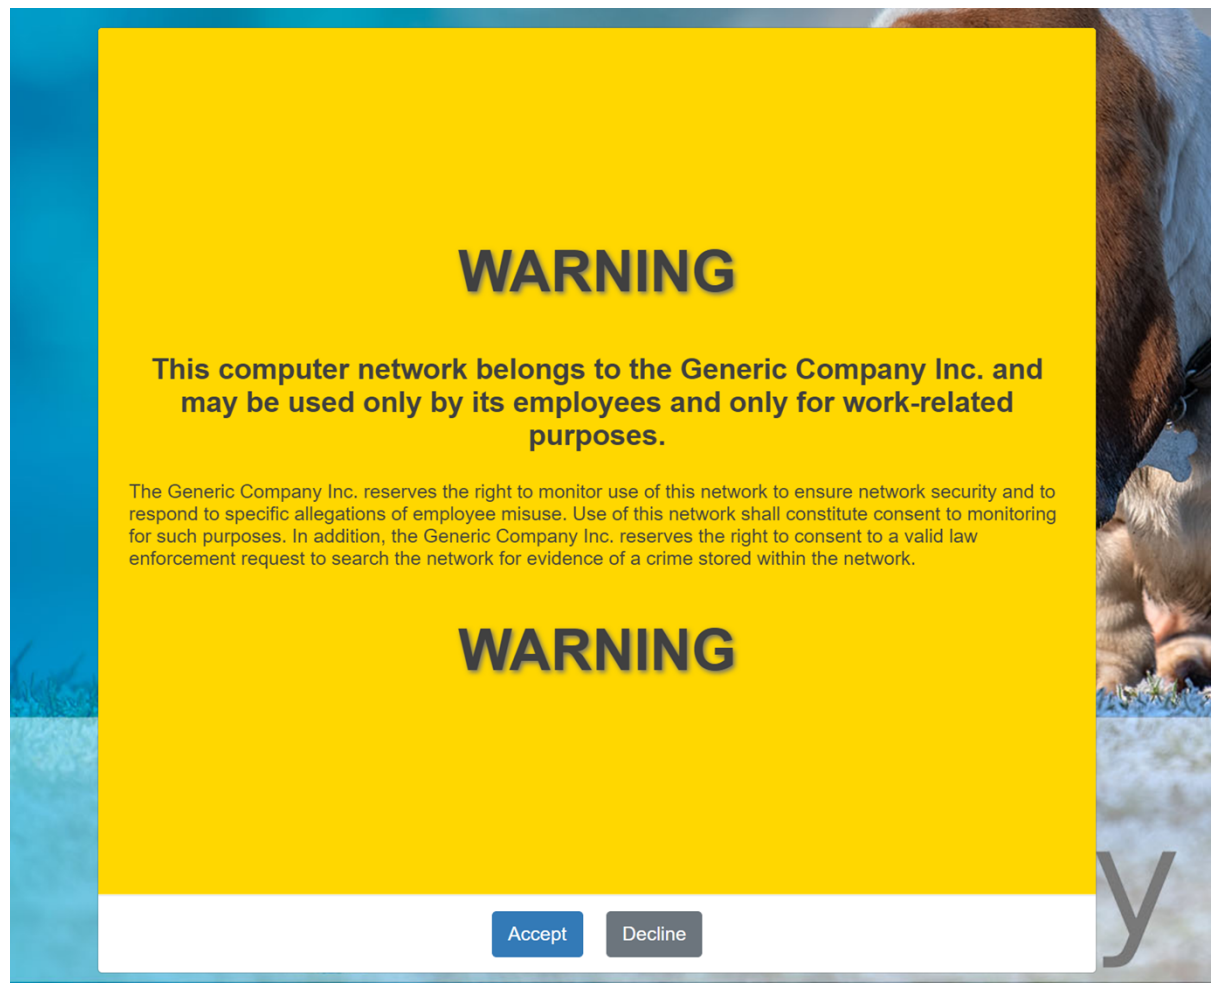 WARNING
This computer network belongs to the Generic Company Inc. and
may be used only by its employees and only for work-related
purposes.
The Generic Company Inc. reserves the right to monitor use of this network to ensure network security and to
respond to specific allegations of employee misuse. Use of this network shall constitute consent to monitoring
for such purposes. In addition, the Generic Company Inc. reserves the right to consent to a valid law
enforcement request to search the network for evidence of a crime stored within the network.
WARNING
y
Accept Decline